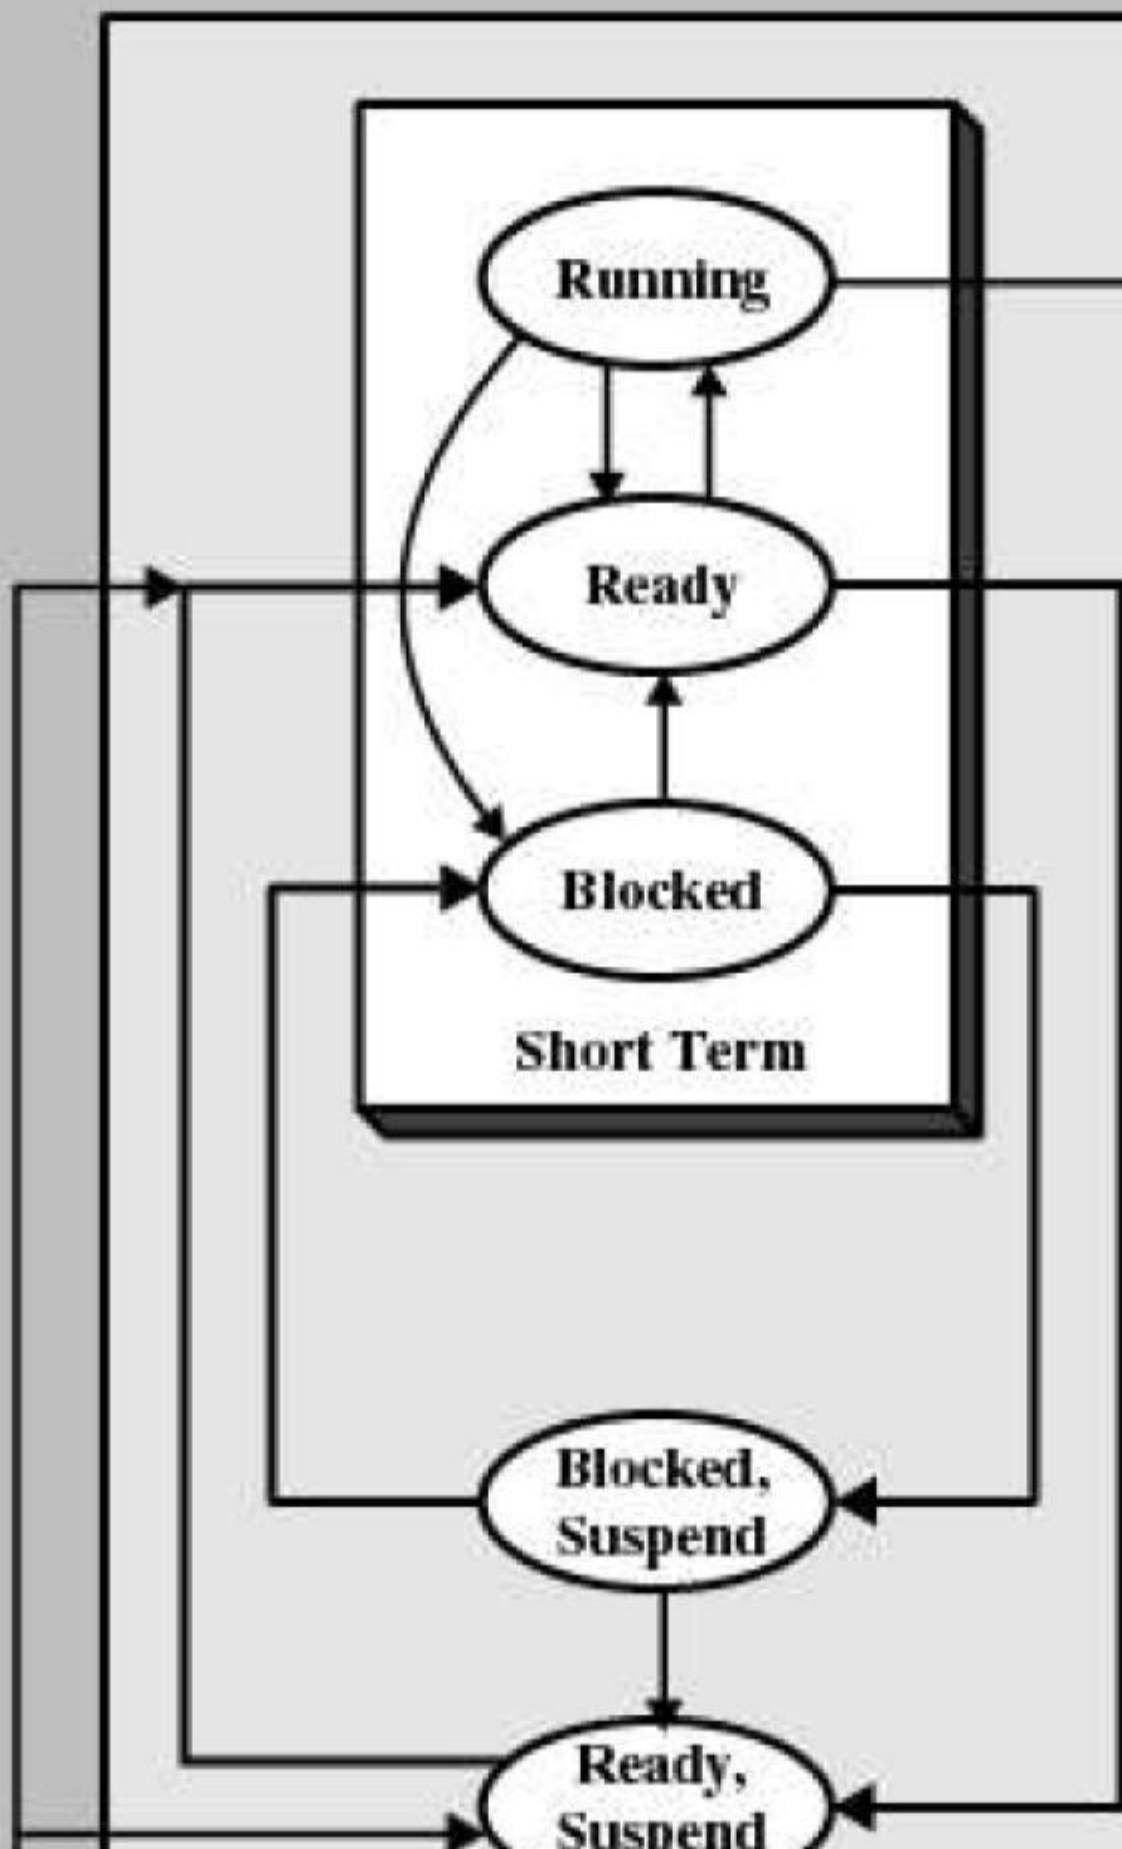 Running
Ready
Blocked
Short Term
Blocked,
Suspend
Ready,
Suspend